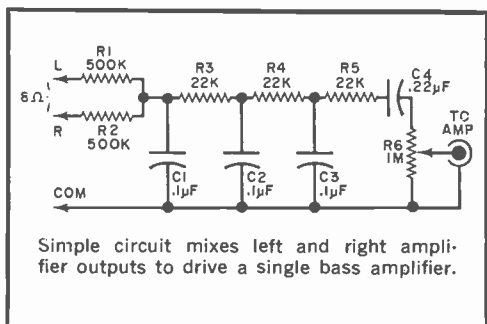 R1
500K
L
8Ω
R
R2
500K
R3
22K
R4
22K
R5
22K
C4
.22µF
TO
AMP
R6
1M
C1
.1µF
C2
.1µF
C3
.1µF
COM
Simple circuit mixes left and right ampli-
fier outputs to drive a single bass amplifier.